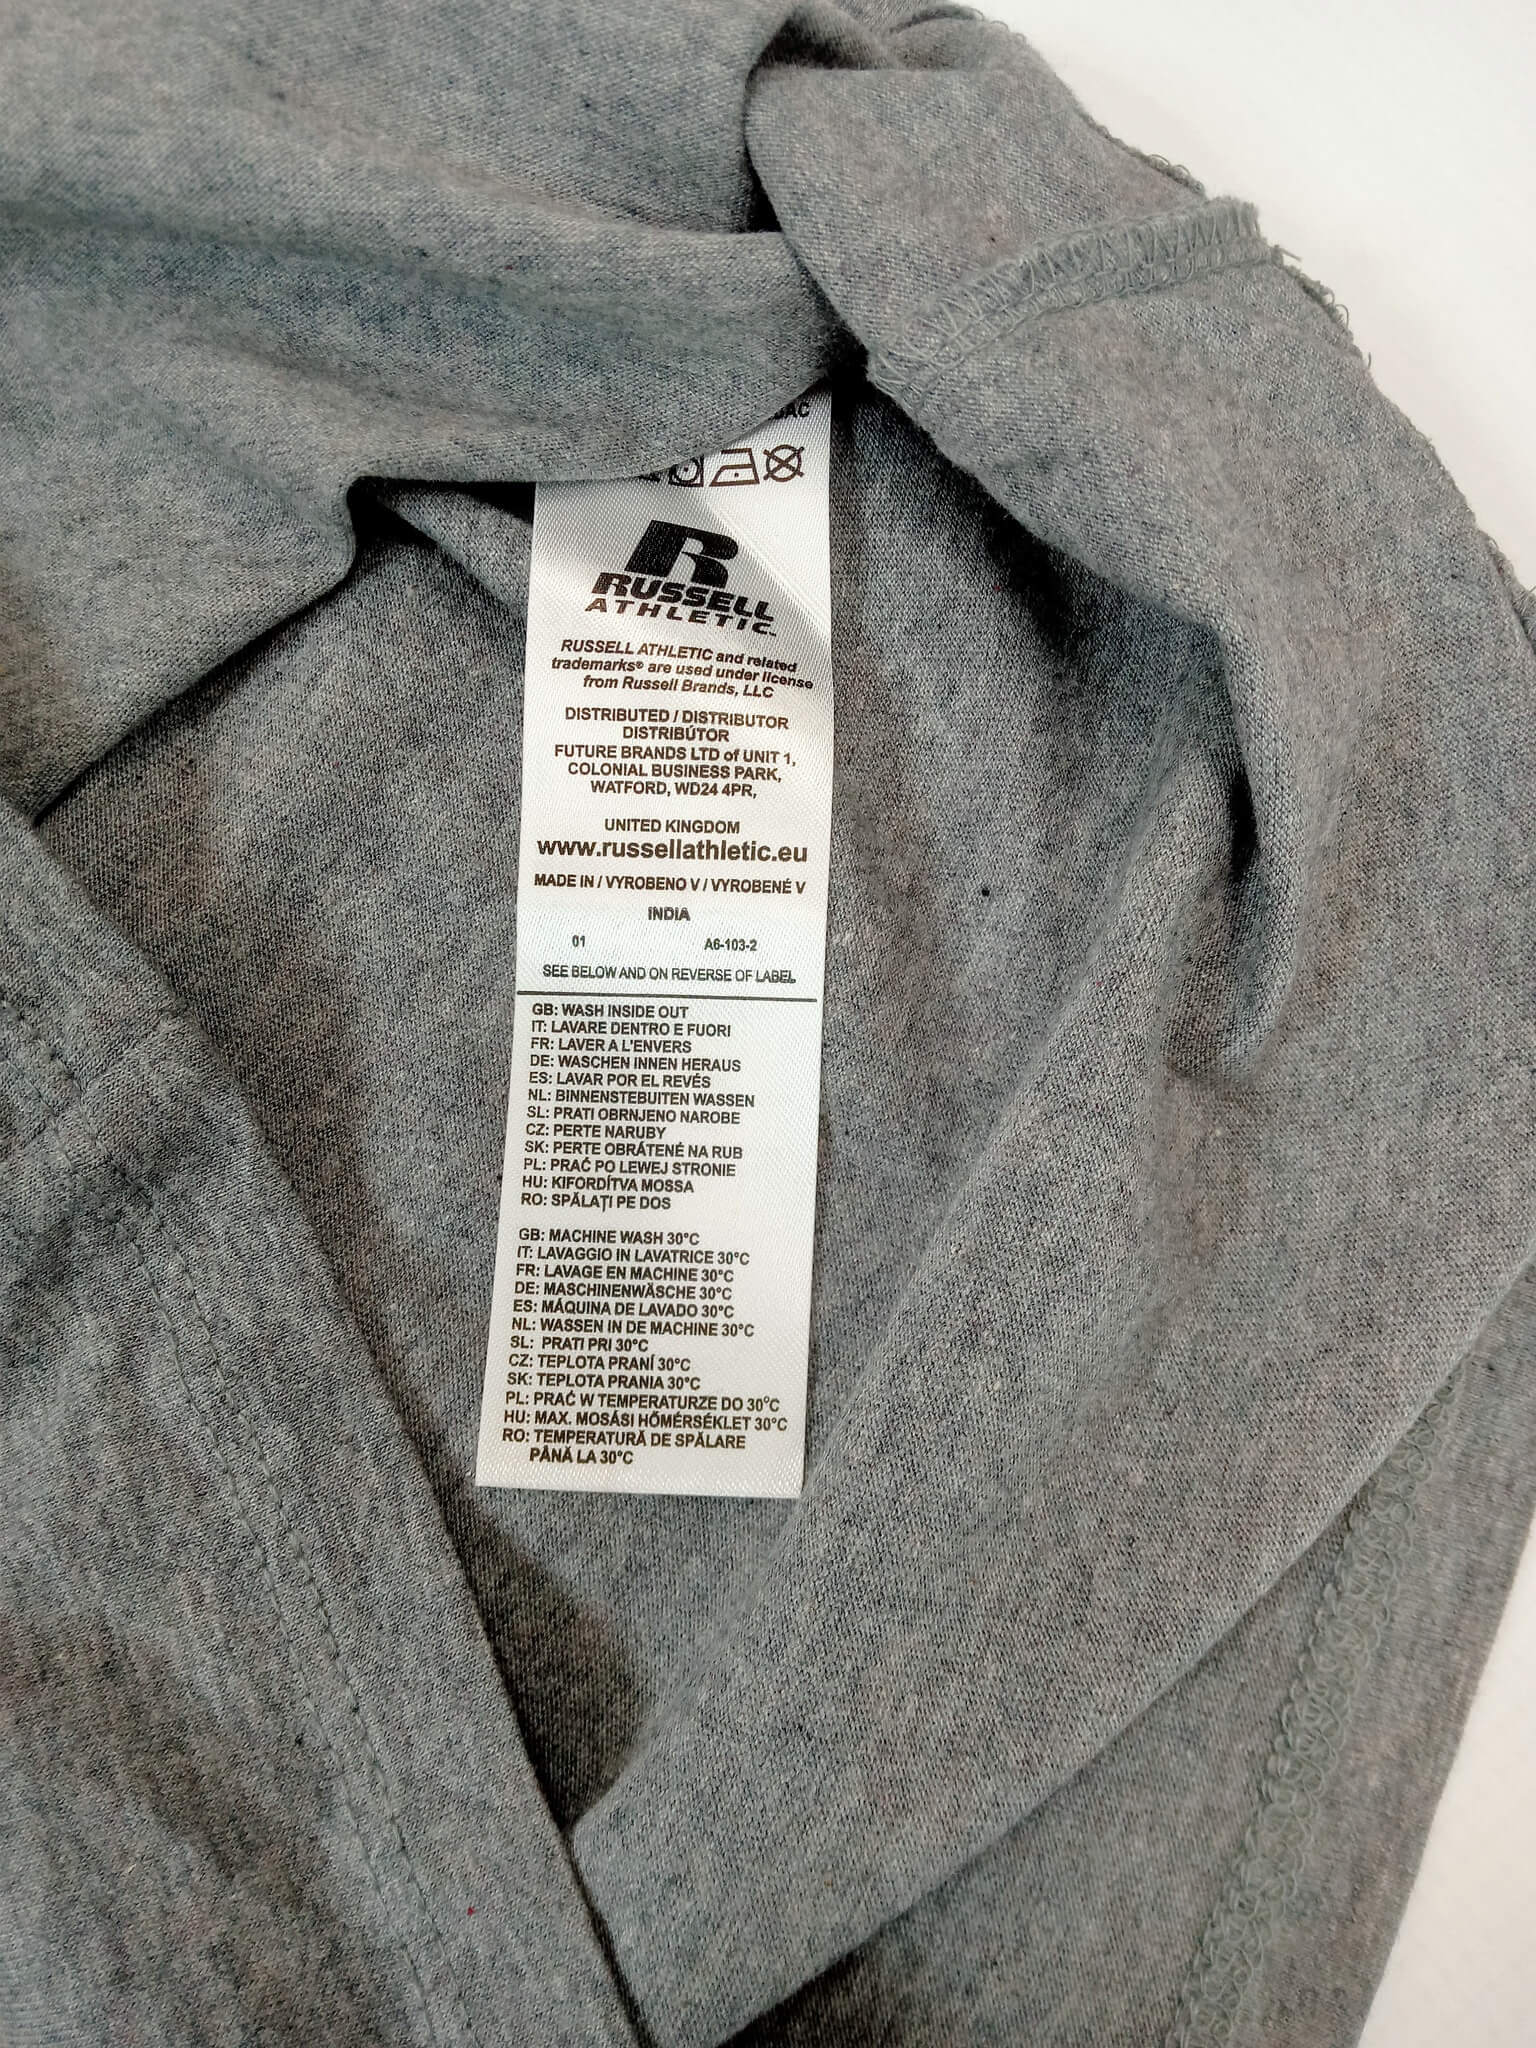 R
RUSSELL
ATHLETIC™
RUSSELL ATHLETIC and related
trademarks® are used under license
from Russell Brands, LLC
DISTRIBUTED / DISTRIBUTOR
DISTRIBÚTOR
FUTURE BRANDS LTD of UNIT 1,
COLONIAL BUSINESS PARK,
WATFORD, WD24 4PR,
UNITED KINGDOM
www.russellathletic.eu
MADE IN / VYROBENO V / VYROBENÉ V
INDIA
01 A6-103-2
SEE BELOW AND ON REVERSE OF LABEL
GB: WASH INSIDE OUT
IT: LAVARE DENTRO E FUORI
FR: LAVER A L'ENVERS
DE: WASCHEN INNEN HERAUS
ES: LAVAR POR EL REVÉS
NL: BINNENSTEBUITEN WASSEN
SL: PRATI OBRNJENO NAROBE
CZ: PERTE NARUBY
SK: PERTE OBRÁTENÉ NA RUB
PL: PRAĆ PO LEWEJ STRONIE
HU: KIFORDÍTVA MOSSA
RO: SPĂLAȚI PE DOS
GB: MACHINE WASH 30°C
IT: LAVAGGIO IN LAVATRICE 30°C
FR: LAVAGE EN MACHINE 30°C
DE: MASCHINENWÄSCHE 30°C
ES: MÁQUINA DE LAVADO 30°C
NL: WASSEN IN DE MACHINE 30°C
SL: PRATI PRI 30°C
CZ: TEPLOTA PRANÍ 30°C
SK: TEPLOTA PRANIA 30°C
PL: PRAĆ W TEMPERATURZE DO 30°C
HU: MAX. MOSÁSI HŐMÉRSÉKLET 30°C
RO: TEMPERATURĂ DE SPĂLARE
PÂNĂ LA 30°C